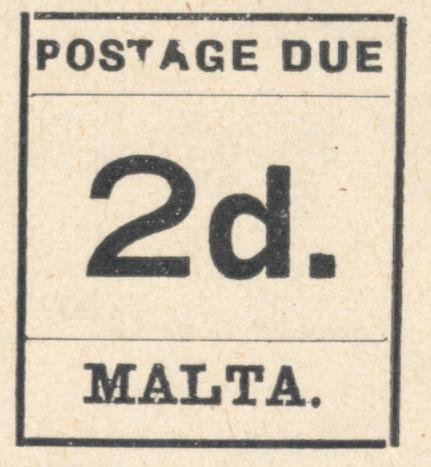 POSTAGE DUE
2d.
MALTA.